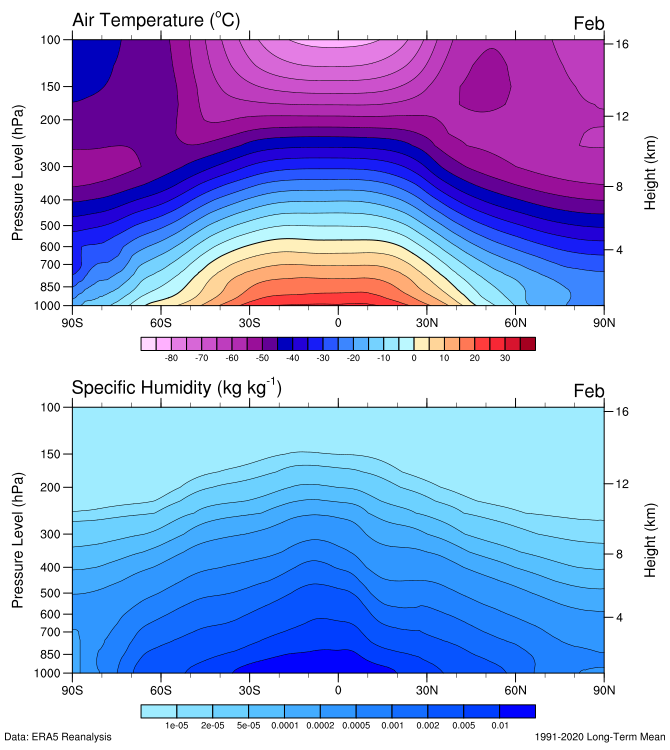 Air Temperature (°C) Feb
100 16
150
200 12
300
8
400
500
600 4
700
850
1000
Pressure Level (hPa)
Height (km)
90S 60S 30S 0 30N 60N 90N
-80 -70 -60 -50 -40 -30 -20 -10 0 10 20 30
Specific Humidity (kg kg⁻¹) Feb
100 16
150
200 12
300
8
400
500
600 4
700
850
1000
Pressure Level (hPa)
Height (km)
90S 60S 30S 0 30N 60N 90N
1e-05 2e-05 5e-05 0.0001 0.0002 0.0005 0.001 0.002 0.005 0.01
Data: ERA5 Reanalysis 1991-2020 Long-Term Mean